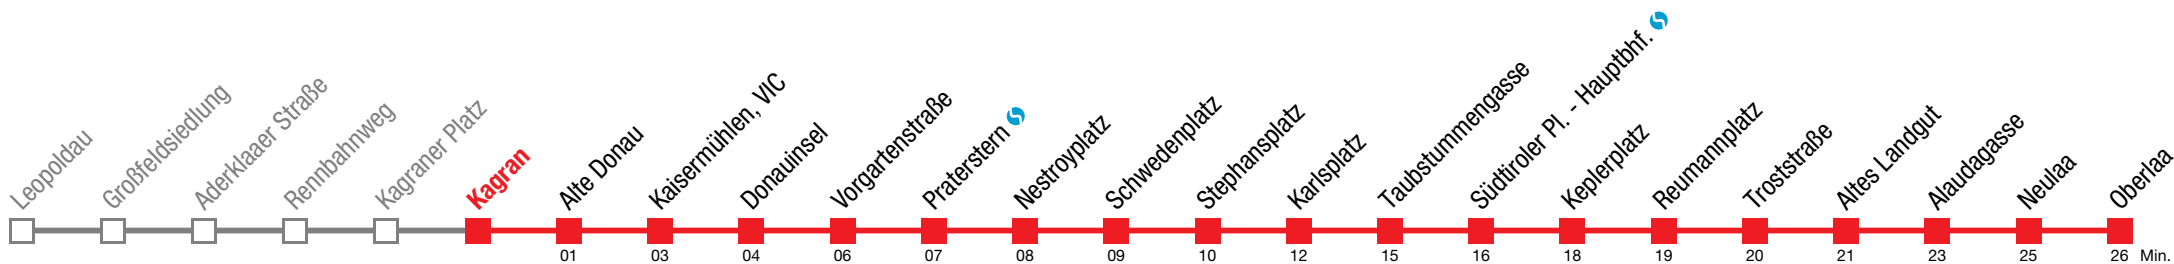 Leopoldau
Großfeldsiedlung
Aderklaaer Straße
Rennbahnweg
Kagraner Platz
Kagran
Alte Donau
Kaisermühlen, VIC
Donauinsel
Vorgartenstraße
Praterstern
Nestroyplatz
Schwedenplatz
Stephansplatz
Karlsplatz
Taubstummengasse
Südtiroler Pl. - Hauptbhf.
Keplerplatz
Reumannplatz
Troststraße
Altes Landgut
Alaudagasse
Neulaa
Oberlaa
01 03 04 06 07 08 09 10 12 15 16 18 19 20 21 23 25 26 Min.